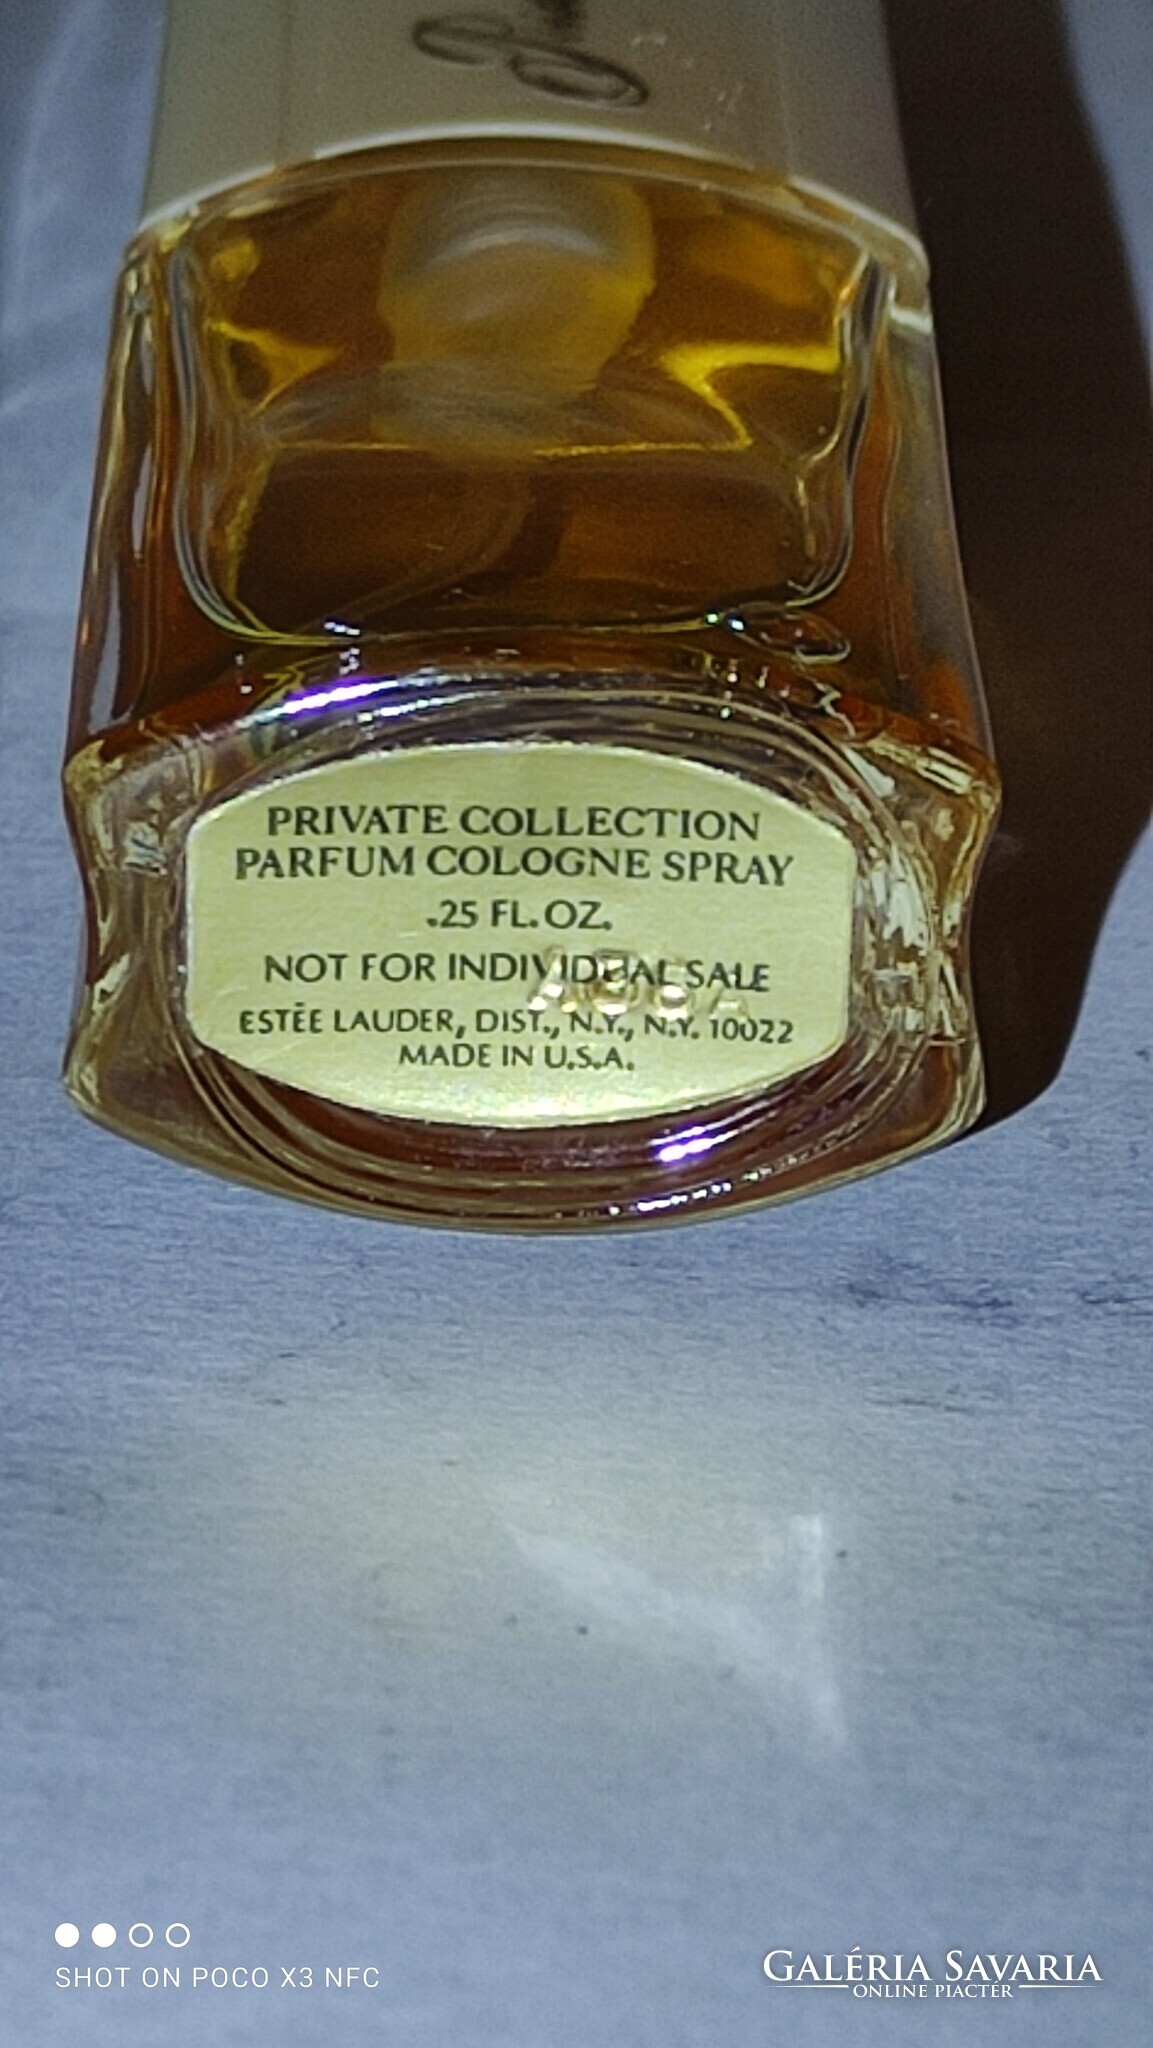 PRIVATE COLLECTION
PARFUM COLOGNE SPRAY
.25 FL. OZ.
NOT FOR INDIVIDUAL SALE
ESTĒE LAUDER, DIST., N.Y., N.Y. 10022
MADE IN U.S.A.
SHOT ON POCO X3 NFC
GALÉRIA SAVARIA
ONLINE PIACTÉR